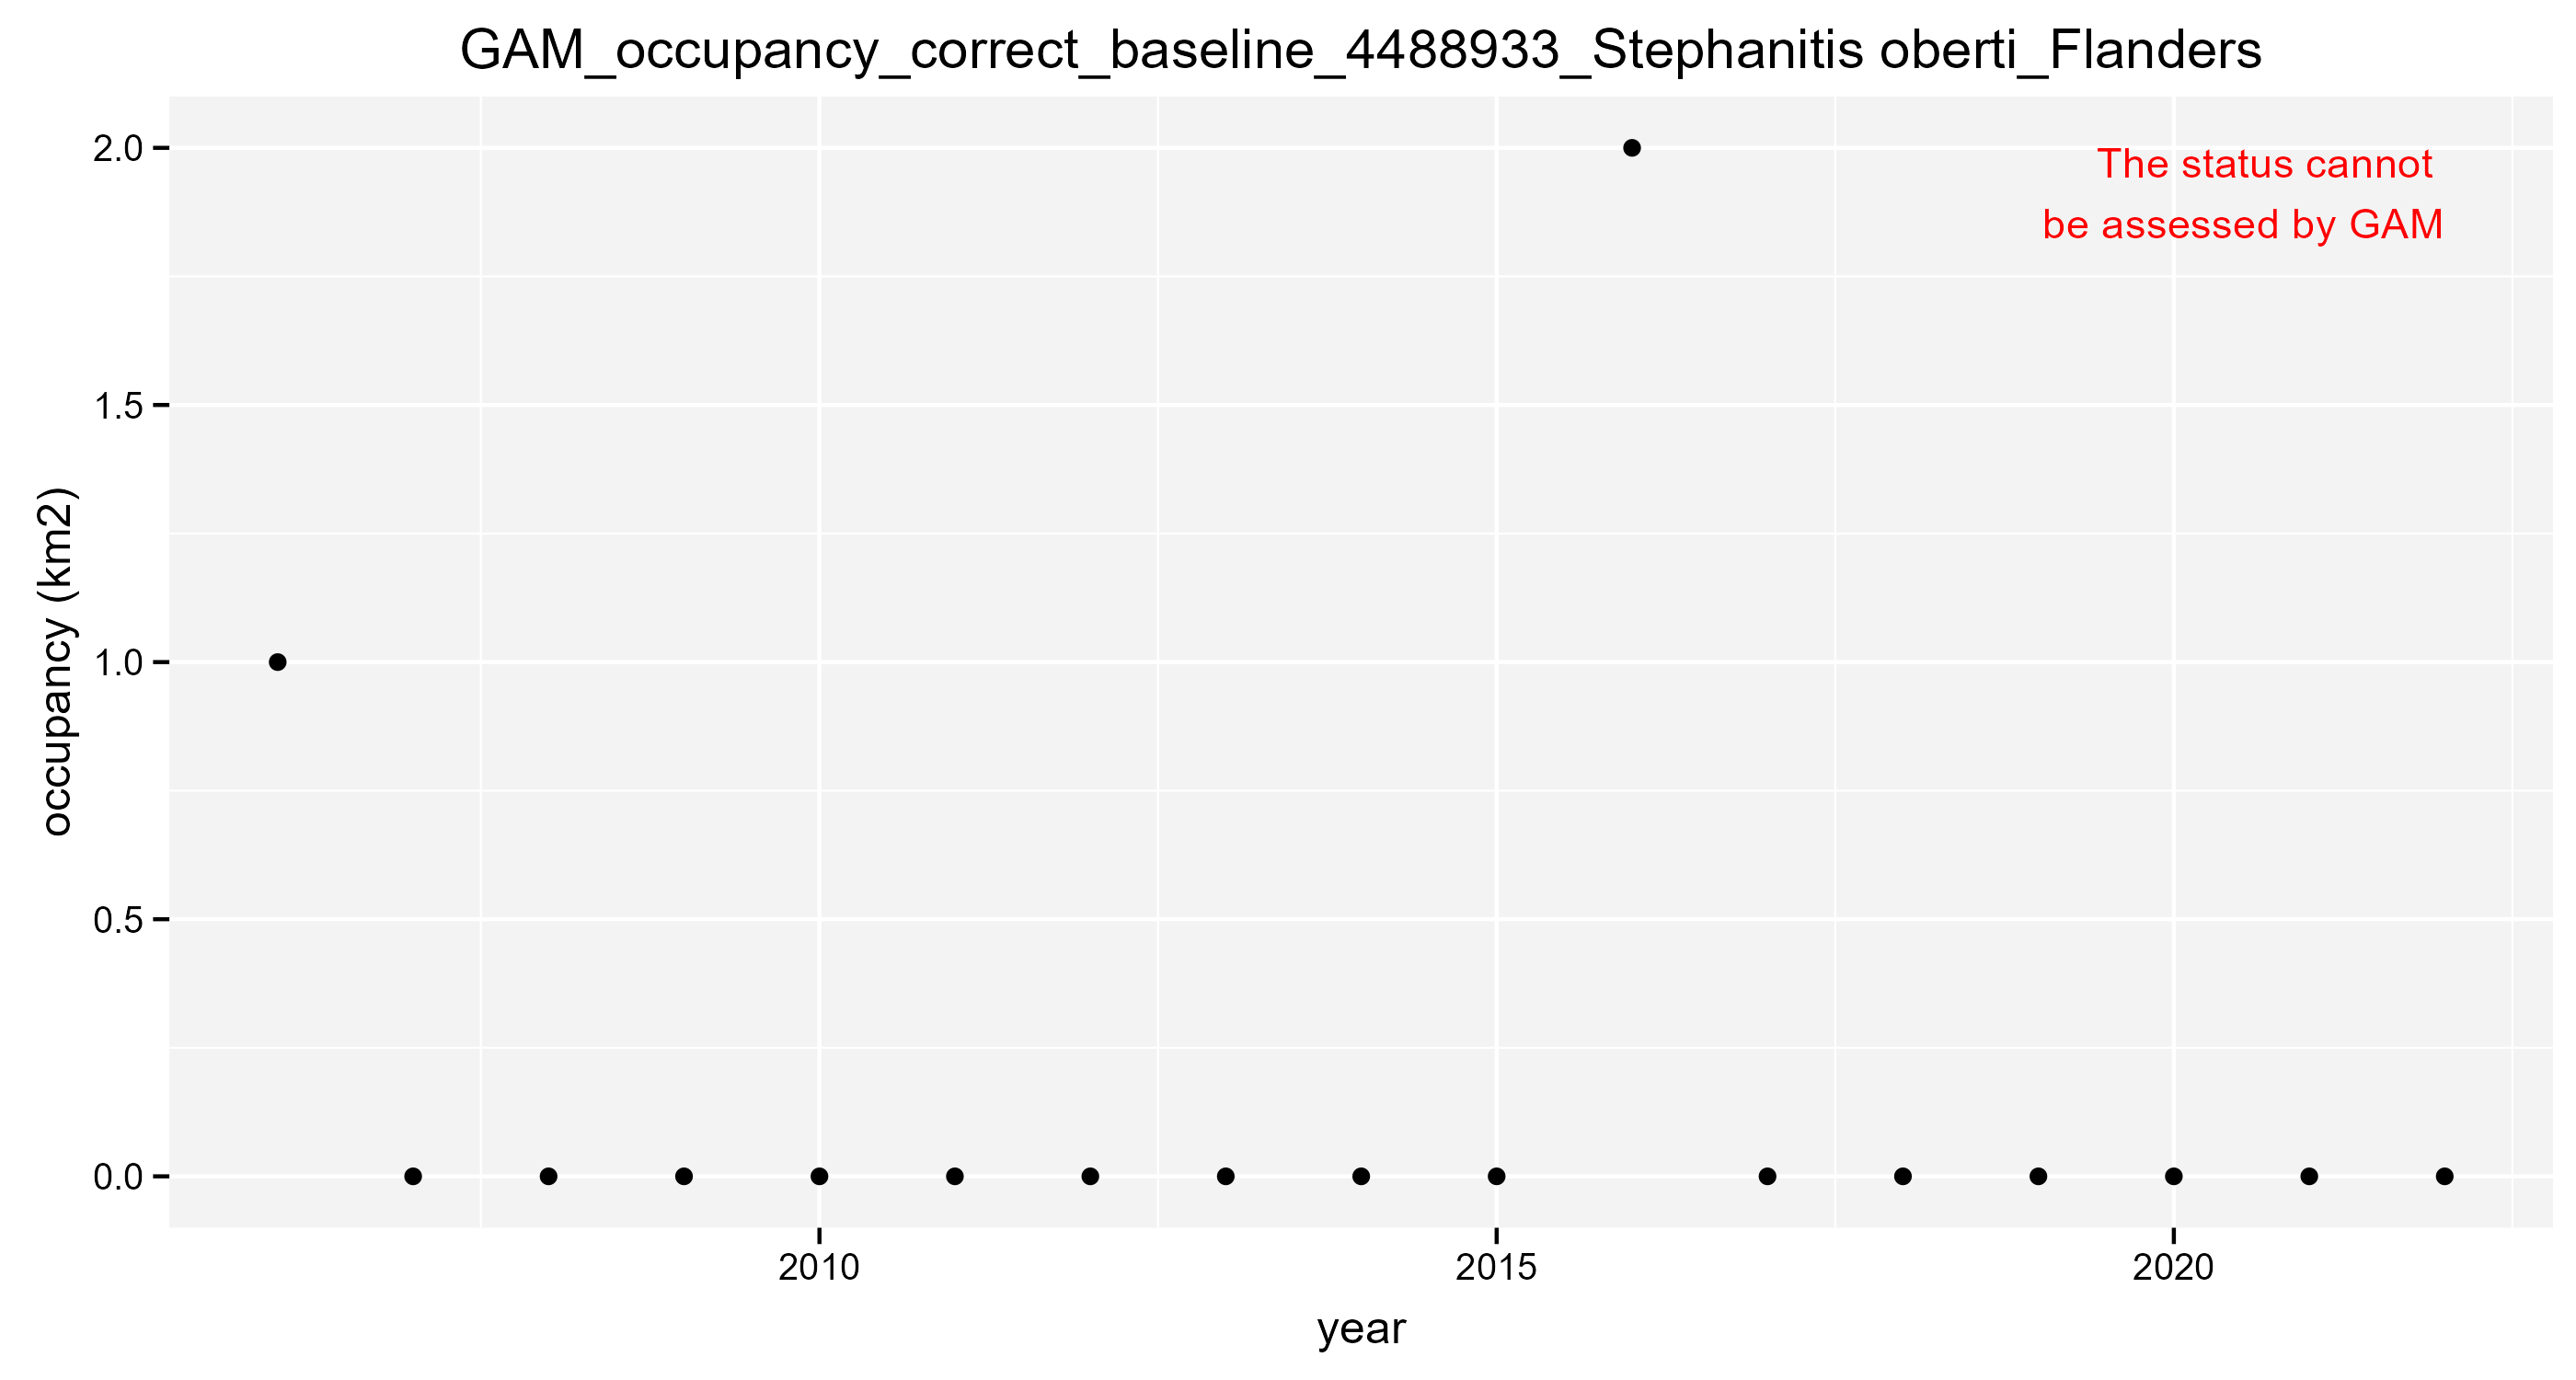 GAM_occupancy_correct_baseline_4488933_Stephanitis oberti_Flanders
The status cannot
be assessed by GAM
occupancy (km2)
2.0
1.5
1.0
0.5
0.0
2010
2015
2020
year